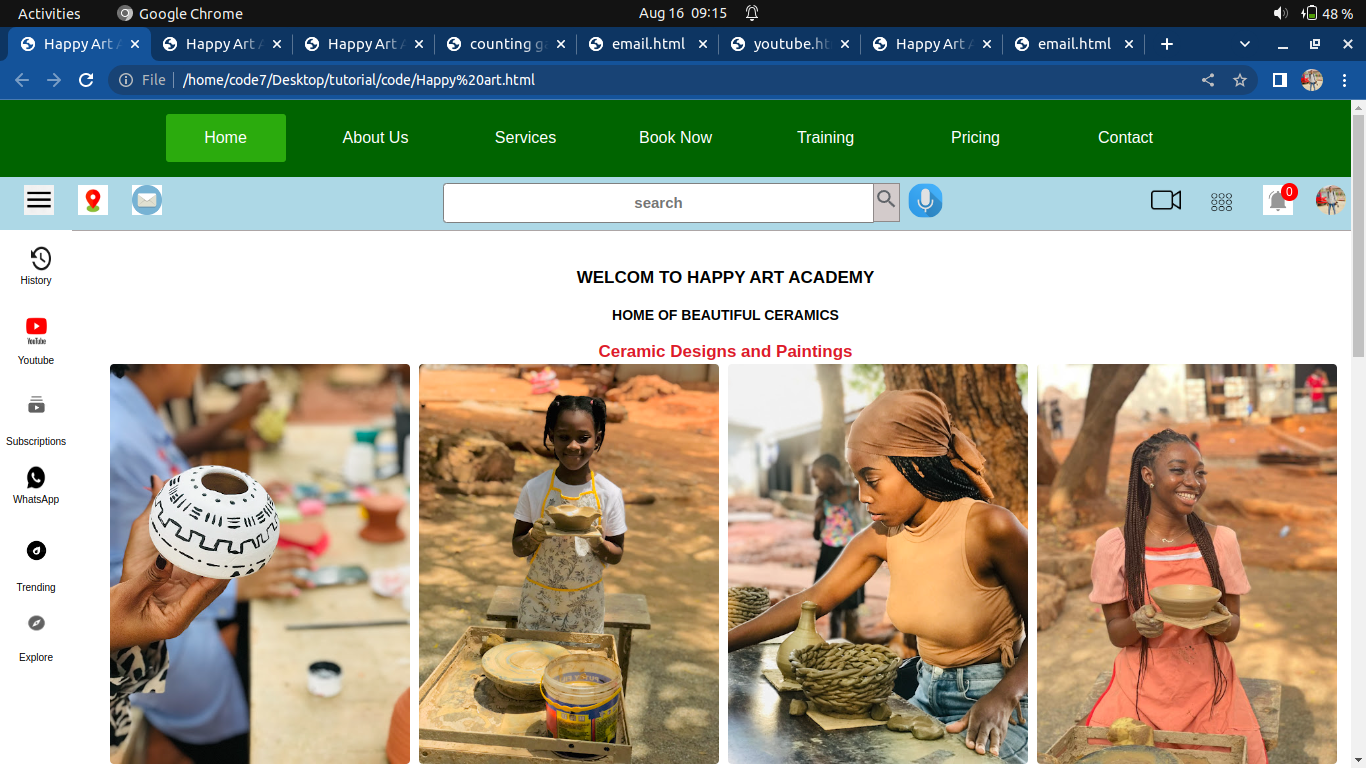 Activities Google Chrome Aug 16 09:15 48 %
Happy Art A Happy Art A Happy Art A counting ga email.html youtube.ht Happy Art A email.html
File /home/code7/Desktop/tutorial/code/Happy%20art.html
Home About Us Services Book Now Training Pricing Contact
search 0
History
WELCOM TO HAPPY ART ACADEMY
HOME OF BEAUTIFUL CERAMICS
YouTube
Ceramic Designs and Paintings
Youtube
Subscriptions
WhatsApp
Trending
Explore